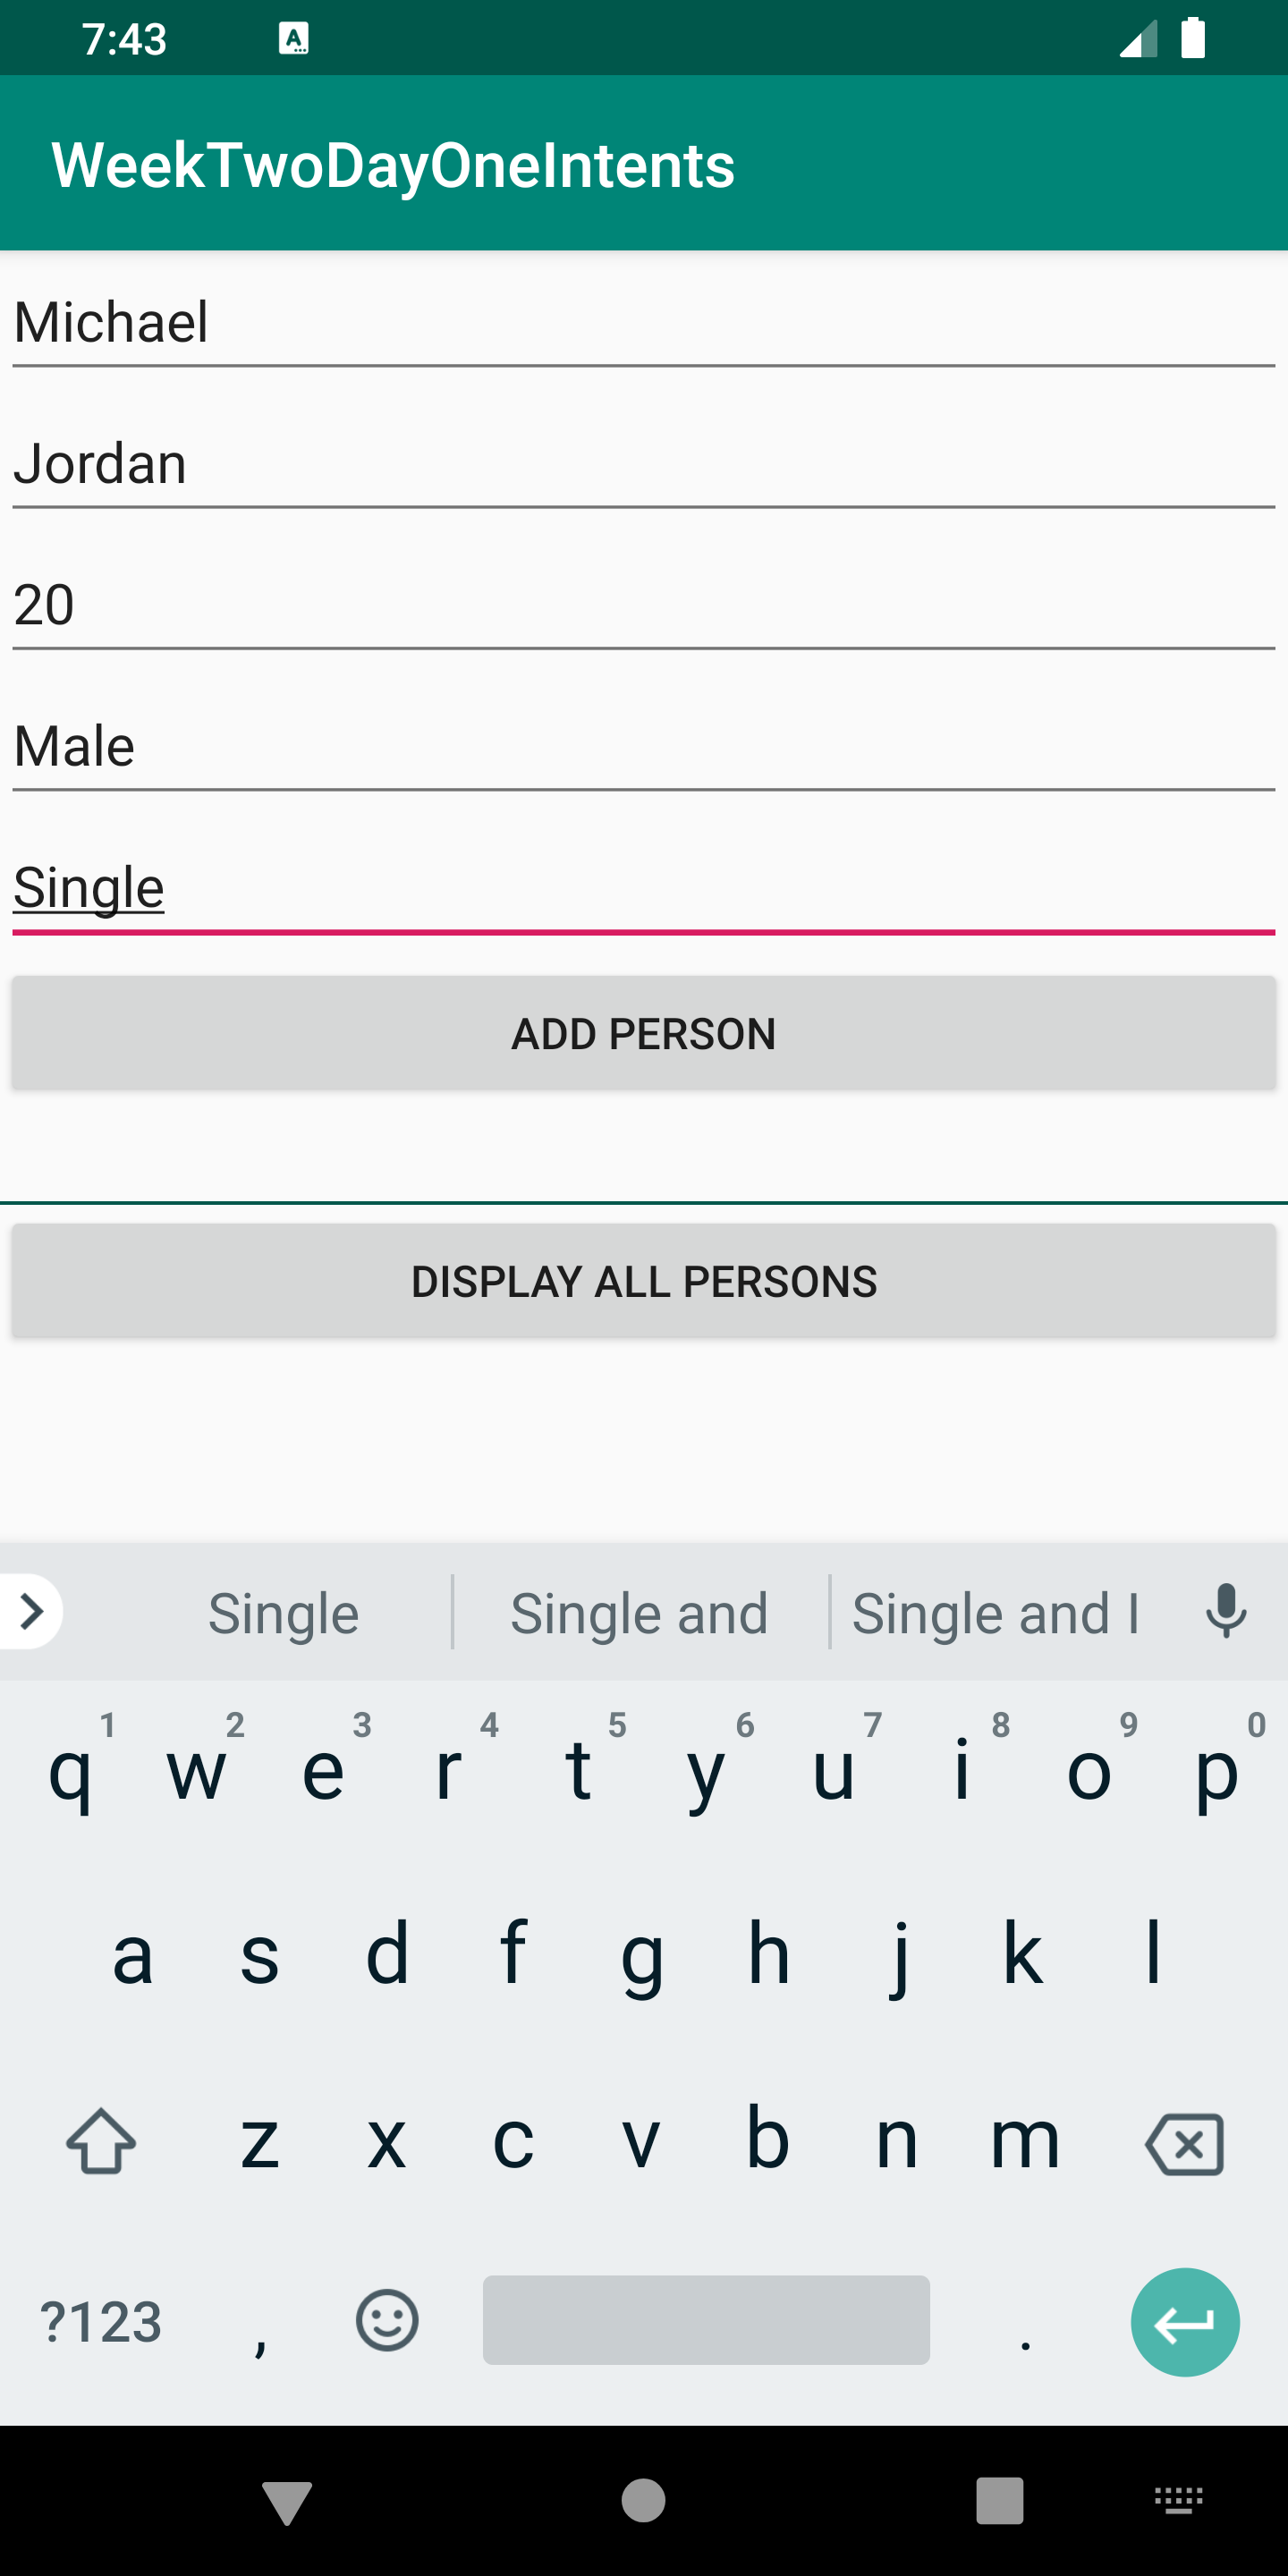 7:43 A
WeekTwoDayOneIntents
Michael
Jordan
20
Male
Single
ADD PERSON
DISPLAY ALL PERSONS
Single Single and Single and I
1 2 3 4 5 6 7 8 9 0
q w e r t y u i o p
a s d f g h j k l
z x c v b n m
?123 , .